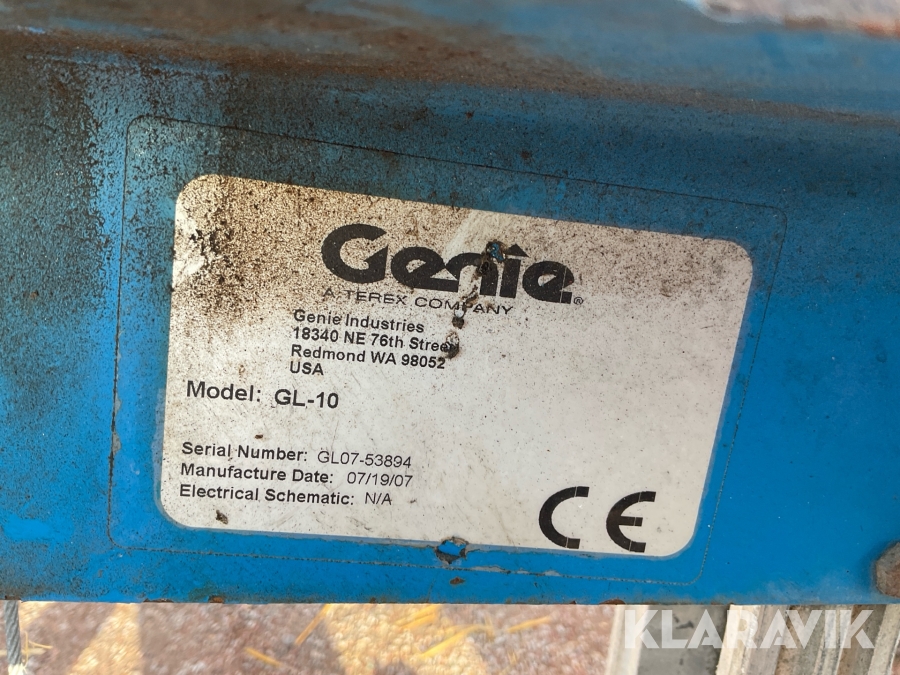 Genie®
A TEREX COMPANY
Genie Industries
18340 NE 76th Street
Redmond WA 98052
USA
Model: GL-10
Serial Number: GL07-53894
Manufacture Date: 07/19/07
Electrical Schematic: N/A
CE
KLARAVIK